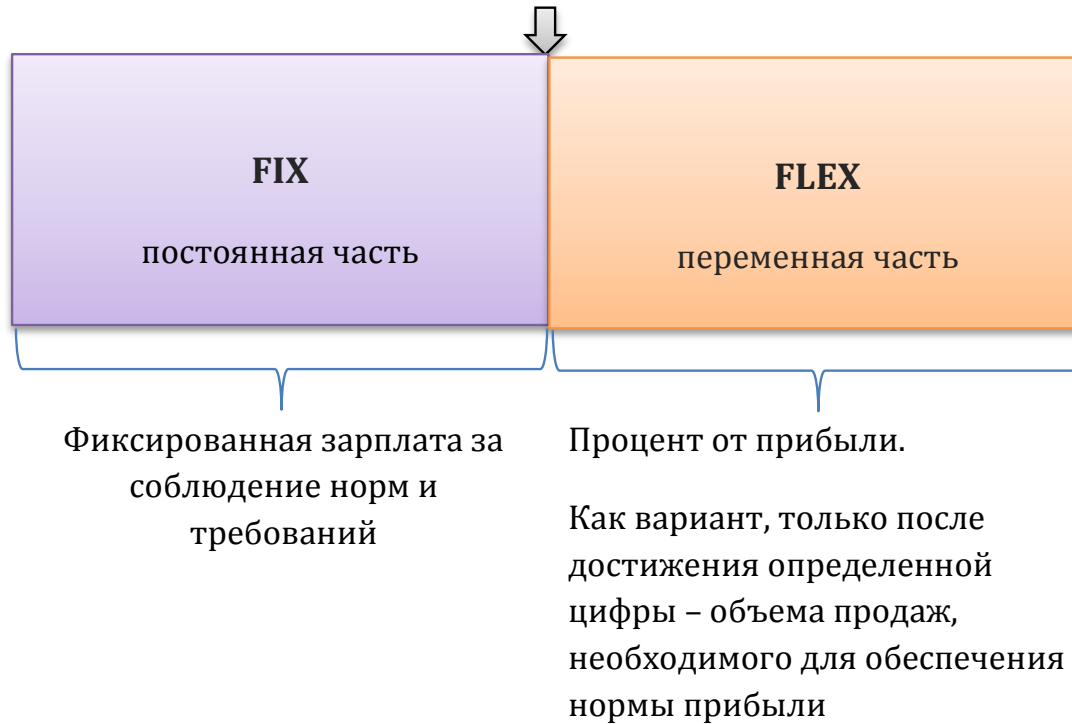 FIX
постоянная часть
FLEX
переменная часть
Фиксированная зарплата за
соблюдение норм и
требований
Процент от прибыли.
Как вариант, только после
достижения определенной
цифры – объема продаж,
необходимого для обеспечения
нормы прибыли